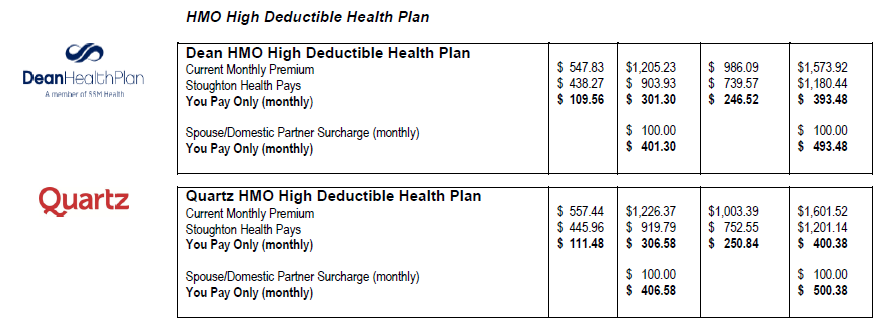 HMO High Deductible Health Plan
DeanHealthPlan
A member of SSM Health
Dean HMO High Deductible Health Plan
Current Monthly Premium $ 547.83 $1,205.23 $ 986.09 $1,573.92
Stoughton Health Pays $ 438.27 $ 903.93 $ 739.57 $1,180.44
You Pay Only (monthly) $ 109.56 $ 301.30 $ 246.52 $ 393.48
Spouse/Domestic Partner Surcharge (monthly) $ 100.00 $ 100.00
You Pay Only (monthly) $ 401.30 $ 493.48
Quartz
Quartz HMO High Deductible Health Plan
Current Monthly Premium $ 557.44 $1,226.37 $1,003.39 $1,601.52
Stoughton Health Pays $ 445.96 $ 919.79 $ 752.55 $1,201.14
You Pay Only (monthly) $ 111.48 $ 306.58 $ 250.84 $ 400.38
Spouse/Domestic Partner Surcharge (monthly) $ 100.00 $ 100.00
You Pay Only (monthly) $ 406.58 $ 500.38